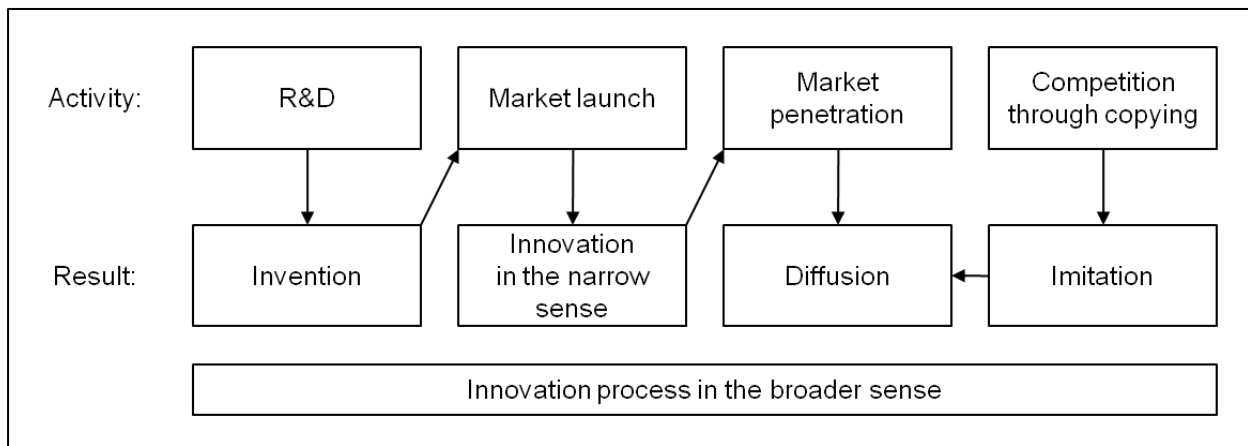 Activity:
R&D
Market launch
Market
penetration
Competition
through copying
Result:
Invention
Innovation
in the narrow
sense
Diffusion
Imitation
Innovation process in the broader sense